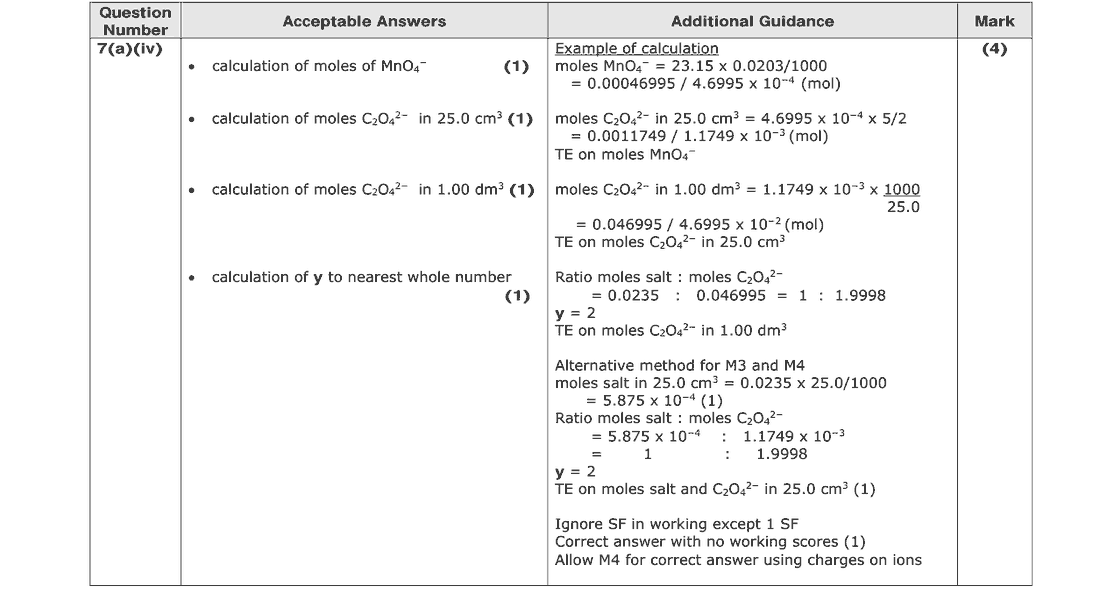 Question Number
Acceptable Answers
Additional Guidance
Mark
7(a)(iv)
• calculation of moles of MnO₄⁻ (1)
• calculation of moles C₂O₄²⁻ in 25.0 cm³ (1)
• calculation of moles C₂O₄²⁻ in 1.00 dm³ (1)
• calculation of y to nearest whole number
(1)
Example of calculation
moles MnO₄⁻ = 23.15 x 0.0203/1000
= 0.00046995 / 4.6995 x 10⁻⁴ (mol)
moles C₂O₄²⁻ in 25.0 cm³ = 4.6995 x 10⁻⁴ x 5/2
= 0.0011749 / 1.1749 x 10⁻³ (mol)
TE on moles MnO₄⁻
moles C₂O₄²⁻ in 1.00 dm³ = 1.1749 x 10⁻³ x 1000
25.0
= 0.046995 / 4.6995 x 10⁻² (mol)
TE on moles C₂O₄²⁻ in 25.0 cm³
Ratio moles salt : moles C₂O₄²⁻
= 0.0235 : 0.046995 = 1 : 1.9998
y = 2
TE on moles C₂O₄²⁻ in 1.00 dm³
Alternative method for M3 and M4
moles salt in 25.0 cm³ = 0.0235 x 25.0/1000
= 5.875 x 10⁻⁴ (1)
Ratio moles salt : moles C₂O₄²⁻
= 5.875 x 10⁻⁴ : 1.1749 x 10⁻³
= 1 : 1.9998
y = 2
TE on moles salt and C₂O₄²⁻ in 25.0 cm³ (1)
Ignore SF in working except 1 SF
Correct answer with no working scores (1)
Allow M4 for correct answer using charges on ions
(4)